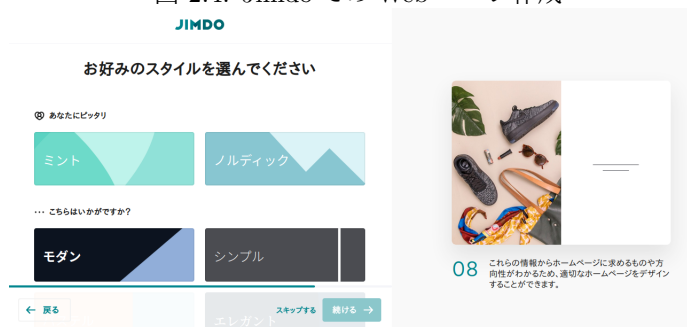 JIMDO
お好みのスタイルを選んでください
あなたにピッタリ
ミント
ノルディック
… こちらはいかがですか？
モダン
シンプル
エレガント
← 戻る
スキップする
続ける →
08
これらの情報からホームページに求めるものや方
向性がわかるため、適切なホームページをデザイン
することができます。